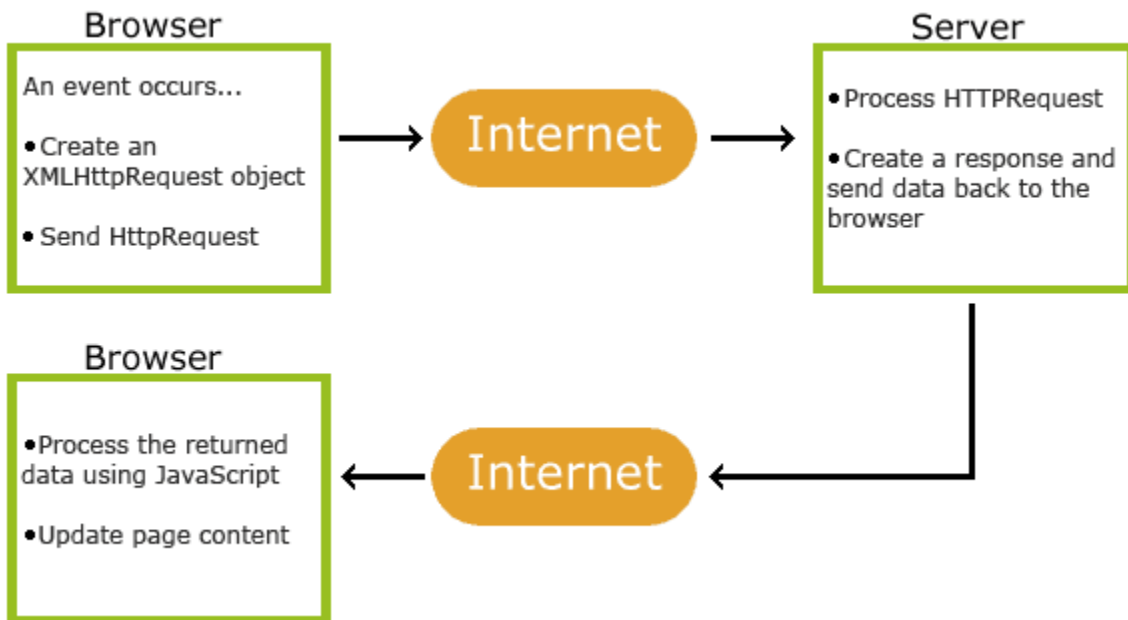 Browser
An event occurs...
•Create an
XMLHttpRequest object
•Send HttpRequest
Internet
Server
•Process HTTPRequest
•Create a response and
send data back to the
browser
Browser
•Process the returned
data using JavaScript
•Update page content
Internet